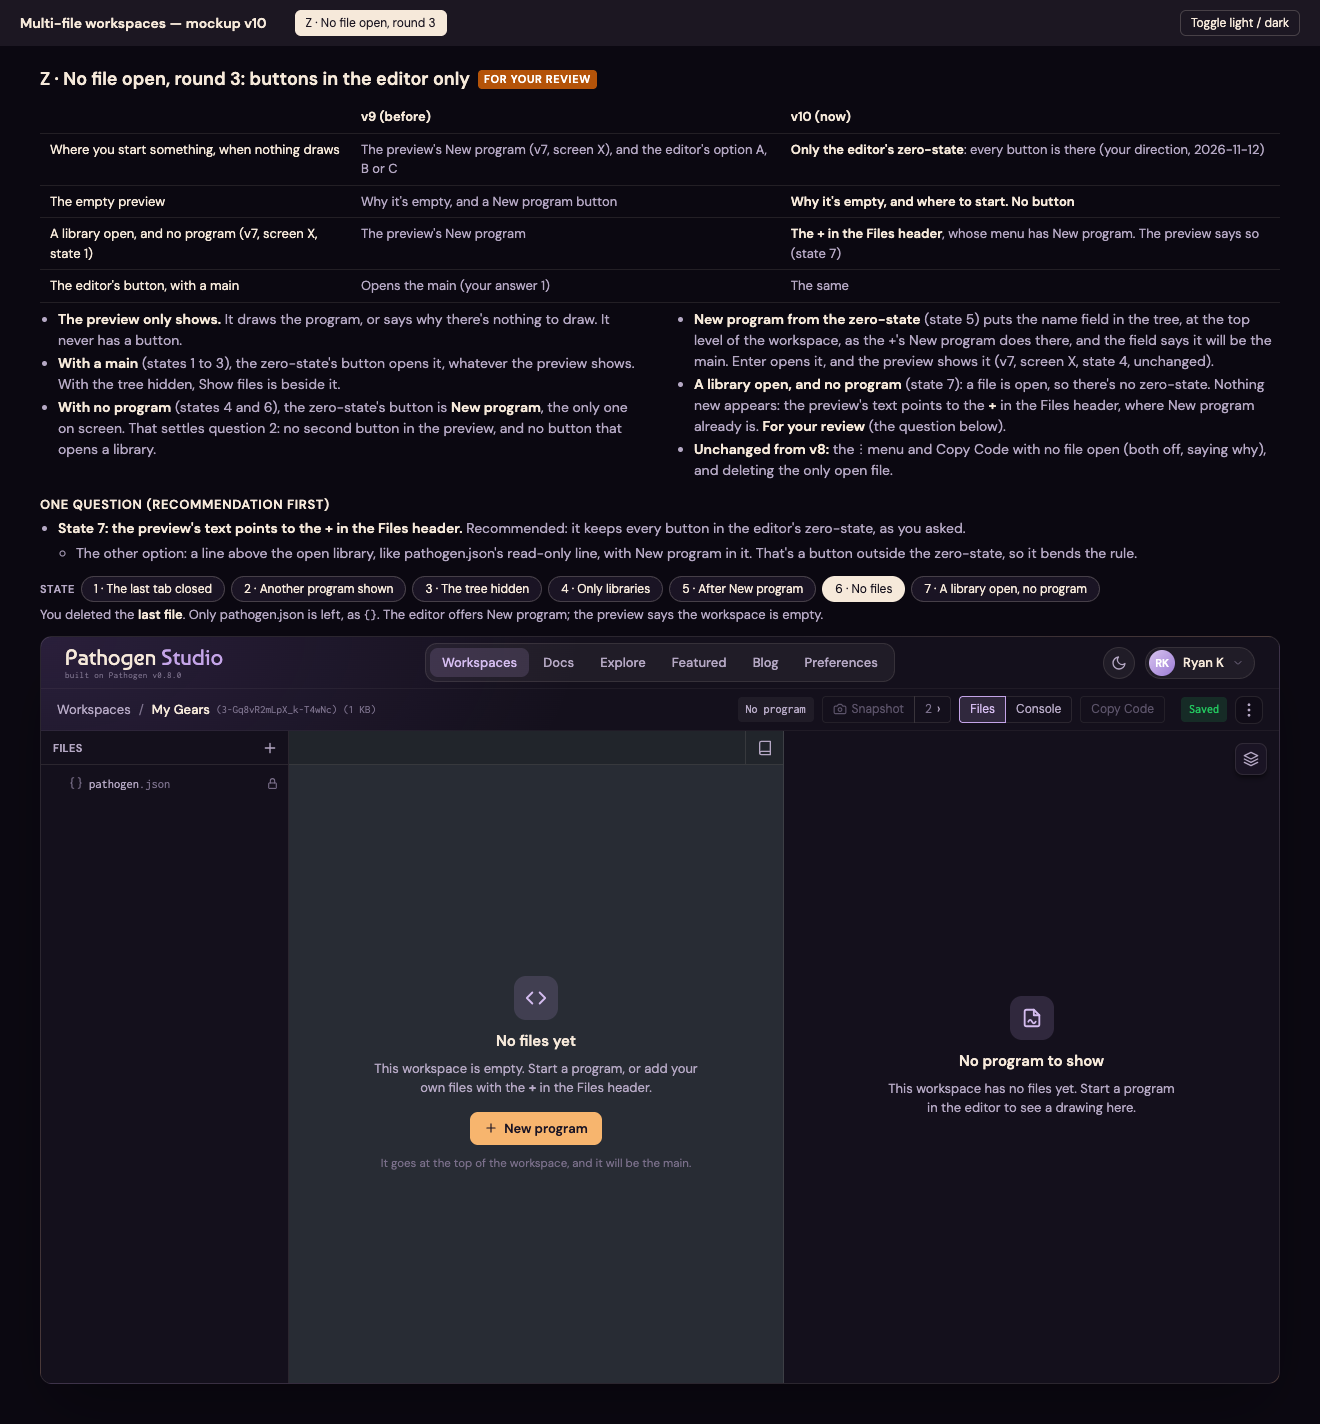 Multi-file workspaces — mockup v10
Z · No file open, round 3
Toggle light / dark
Z · No file open, round 3: buttons in the editor only
FOR YOUR REVIEW
v9 (before)
v10 (now)
Where you start something, when nothing draws
The preview's New program (v7, screen X), and the editor's option A,
B or C
Only the editor's zero-state: every button is there (your direction, 2026-11-12)
The empty preview
Why it's empty, and a New program button
Why it's empty, and where to start. No button
A library open, and no program (v7, screen X,
state 1)
The preview's New program
The + in the Files header, whose menu has New program. The preview says so
(state 7)
The editor's button, with a main
Opens the main (your answer 1)
The same
• The preview only shows. It draws the program, or says why there's nothing to draw. It
never has a button.
• With a main (states 1 to 3), the zero-state's button opens it, whatever the preview shows.
With the tree hidden, Show files is beside it.
• With no program (states 4 and 6), the zero-state's button is New program, the only one
on screen. That settles question 2: no second button in the preview, and no button that
opens a library.
• New program from the zero-state (state 5) puts the name field in the tree, at the top
level of the workspace, as the +'s New program does there, and the field says it will be the
main. Enter opens it, and the preview shows it (v7, screen X, state 4, unchanged).
• A library open, and no program (state 7): a file is open, so there's no zero-state. Nothing
new appears: the preview's text points to the + in the Files header, where New program
already is. For your review (the question below).
• Unchanged from v8: the ⋮ menu and Copy Code with no file open (both off, saying why),
and deleting the only open file.
ONE QUESTION (RECOMMENDATION FIRST)
• State 7: the preview's text points to the + in the Files header. Recommended: it keeps every button in the editor's zero-state, as you asked.
◦ The other option: a line above the open library, like pathogen.json's read-only line, with New program in it. That's a button outside the zero-state, so it bends the rule.
STATE
1 · The last tab closed
2 · Another program shown
3 · The tree hidden
4 · Only libraries
5 · After New program
6 · No files
7 · A library open, no program
You deleted the last file. Only pathogen.json is left, as {}. The editor offers New program; the preview says the workspace is empty.
Pathogen Studio
built on Pathogen v0.8.0
Workspaces
Docs
Explore
Featured
Blog
Preferences
RK
Ryan K
Workspaces / My Gears (3-Gq8vR2mLpX_k-T4wNc) (1 KB)
No program
Snapshot
2 ›
Files
Console
Copy Code
Saved
FILES
+
{} pathogen.json
No files yet
This workspace is empty. Start a program, or add your
own files with the + in the Files header.
+ New program
It goes at the top of the workspace, and it will be the main.
No program to show
This workspace has no files yet. Start a program
in the editor to see a drawing here.